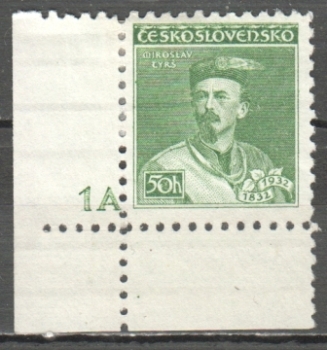 ČESKOSLOVENSKO
MIROSLAV
TYRŠ
50h
1932
1832
1A